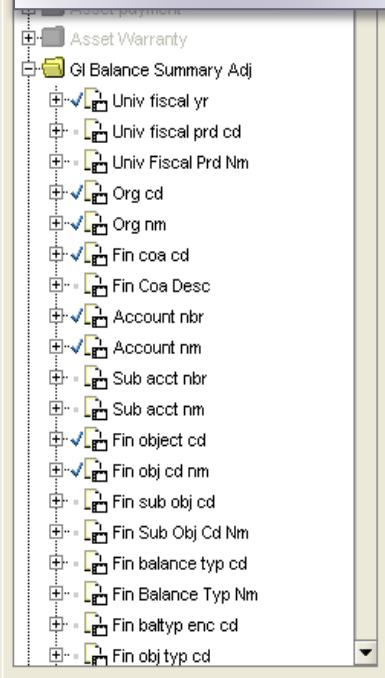 Asset payment
Asset Warranty
Gl Balance Summary Adj
Univ fiscal yr
Univ fiscal prd cd
Univ Fiscal Prd Nm
Org cd
Org nm
Fin coa cd
Fin Coa Desc
Account nbr
Account nm
Sub acct nbr
Sub acct nm
Fin object cd
Fin obj cd nm
Fin sub obj cd
Fin Sub Obj Cd Nm
Fin balance typ cd
Fin Balance Typ Nm
Fin baltyp enc cd
Fin obj typ cd